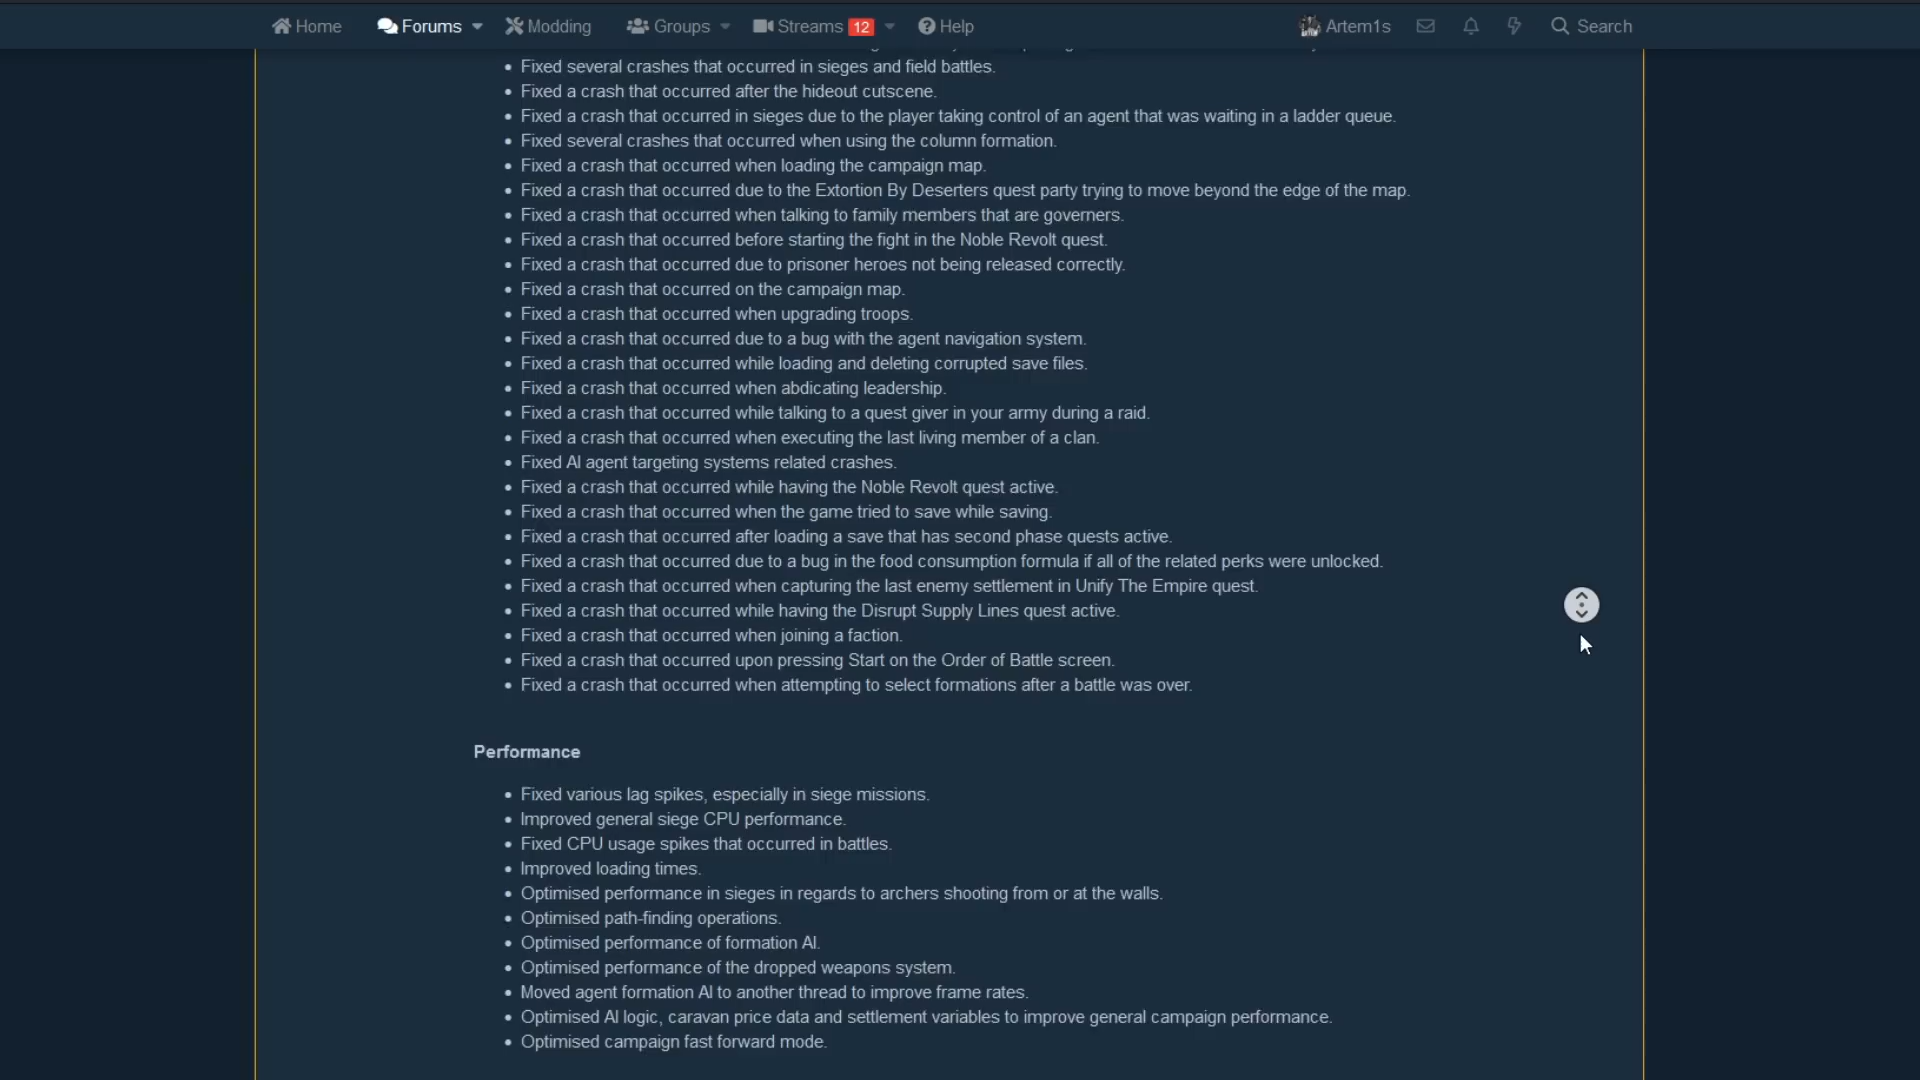 Home Forums Modding Groups Streams 12 Help Artem1s Search
• Fixed several crashes that occurred in sieges and field battles.
• Fixed a crash that occurred after the hideout cutscene.
• Fixed a crash that occurred in sieges due to the player taking control of an agent that was waiting in a ladder queue.
• Fixed several crashes that occurred when using the column formation.
• Fixed a crash that occurred when loading the campaign map.
• Fixed a crash that occurred due to the Extortion By Deserters quest party trying to move beyond the edge of the map.
• Fixed a crash that occurred when talking to family members that are governers.
• Fixed a crash that occurred before starting the fight in the Noble Revolt quest.
• Fixed a crash that occurred due to prisoner heroes not being released correctly.
• Fixed a crash that occurred on the campaign map.
• Fixed a crash that occurred when upgrading troops.
• Fixed a crash that occurred due to a bug with the agent navigation system.
• Fixed a crash that occurred while loading and deleting corrupted save files.
• Fixed a crash that occurred when abdicating leadership.
• Fixed a crash that occurred while talking to a quest giver in your army during a raid.
• Fixed a crash that occurred when executing the last living member of a clan.
• Fixed AI agent targeting systems related crashes.
• Fixed a crash that occurred while having the Noble Revolt quest active.
• Fixed a crash that occurred when the game tried to save while saving.
• Fixed a crash that occurred after loading a save that has second phase quests active.
• Fixed a crash that occurred due to a bug in the food consumption formula if all of the related perks were unlocked.
• Fixed a crash that occurred when capturing the last enemy settlement in Unify The Empire quest.
• Fixed a crash that occurred while having the Disrupt Supply Lines quest active.
• Fixed a crash that occurred when joining a faction.
• Fixed a crash that occurred upon pressing Start on the Order of Battle screen.
• Fixed a crash that occurred when attempting to select formations after a battle was over.
Performance
• Fixed various lag spikes, especially in siege missions.
• Improved general siege CPU performance.
• Fixed CPU usage spikes that occurred in battles.
• Improved loading times.
• Optimised performance in sieges in regards to archers shooting from or at the walls.
• Optimised path-finding operations.
• Optimised performance of formation AI.
• Optimised performance of the dropped weapons system.
• Moved agent formation AI to another thread to improve frame rates.
• Optimised AI logic, caravan price data and settlement variables to improve general campaign performance.
• Optimised campaign fast forward mode.